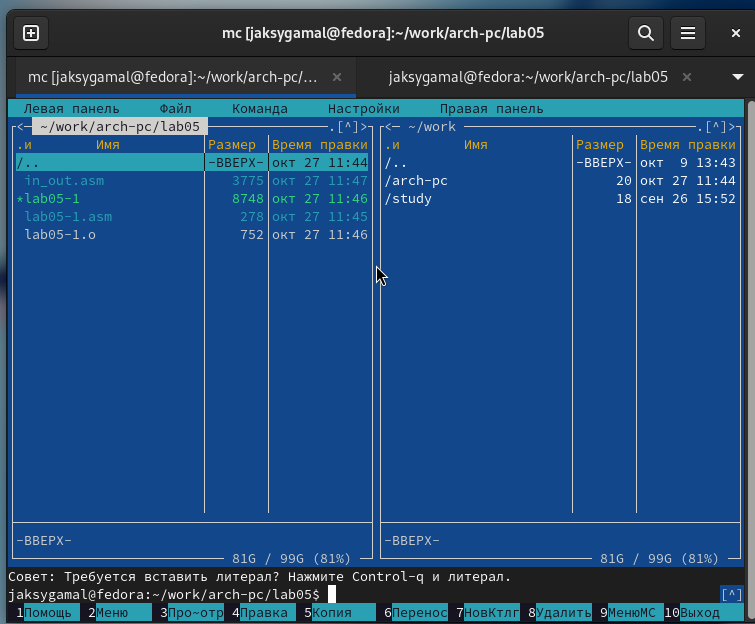 mc [jaksygamal@fedora]:~/work/arch-pc/lab05
mc [jaksygamal@fedora]:~/work/arch-pc/... × jaksygamal@fedora:~/work/arch-pc/lab05 ×
Левая панель Файл Команда Настройки Правая панель
<─ ~/work/arch-pc/lab05 ─.[^]> <─ ~/work ─.[^]>
.и Имя Размер Время правки .и Имя Размер Время правки
/.. -ВВЕРХ- окт 27 11:44 /.. -ВВЕРХ- окт 9 13:43
in_out.asm 3775 окт 27 11:47 /arch-pc 20 окт 27 11:44
*lab05-1 8748 окт 27 11:46 /study 18 сен 26 15:52
lab05-1.asm 278 окт 27 11:45
lab05-1.o 752 окт 27 11:46
-ВВЕРХ- -ВВЕРХ-
81G / 99G (81%) 81G / 99G (81%)
Совет: Требуется вставить литерал? Нажмите Control-q и литерал.
jaksygamal@fedora:~/work/arch-pc/lab05$ [^]
1Помощь 2Меню 3Про~отр 4Правка 5Копия 6Перенос 7НовКтлг 8Удалить 9МенюМС 10Выход